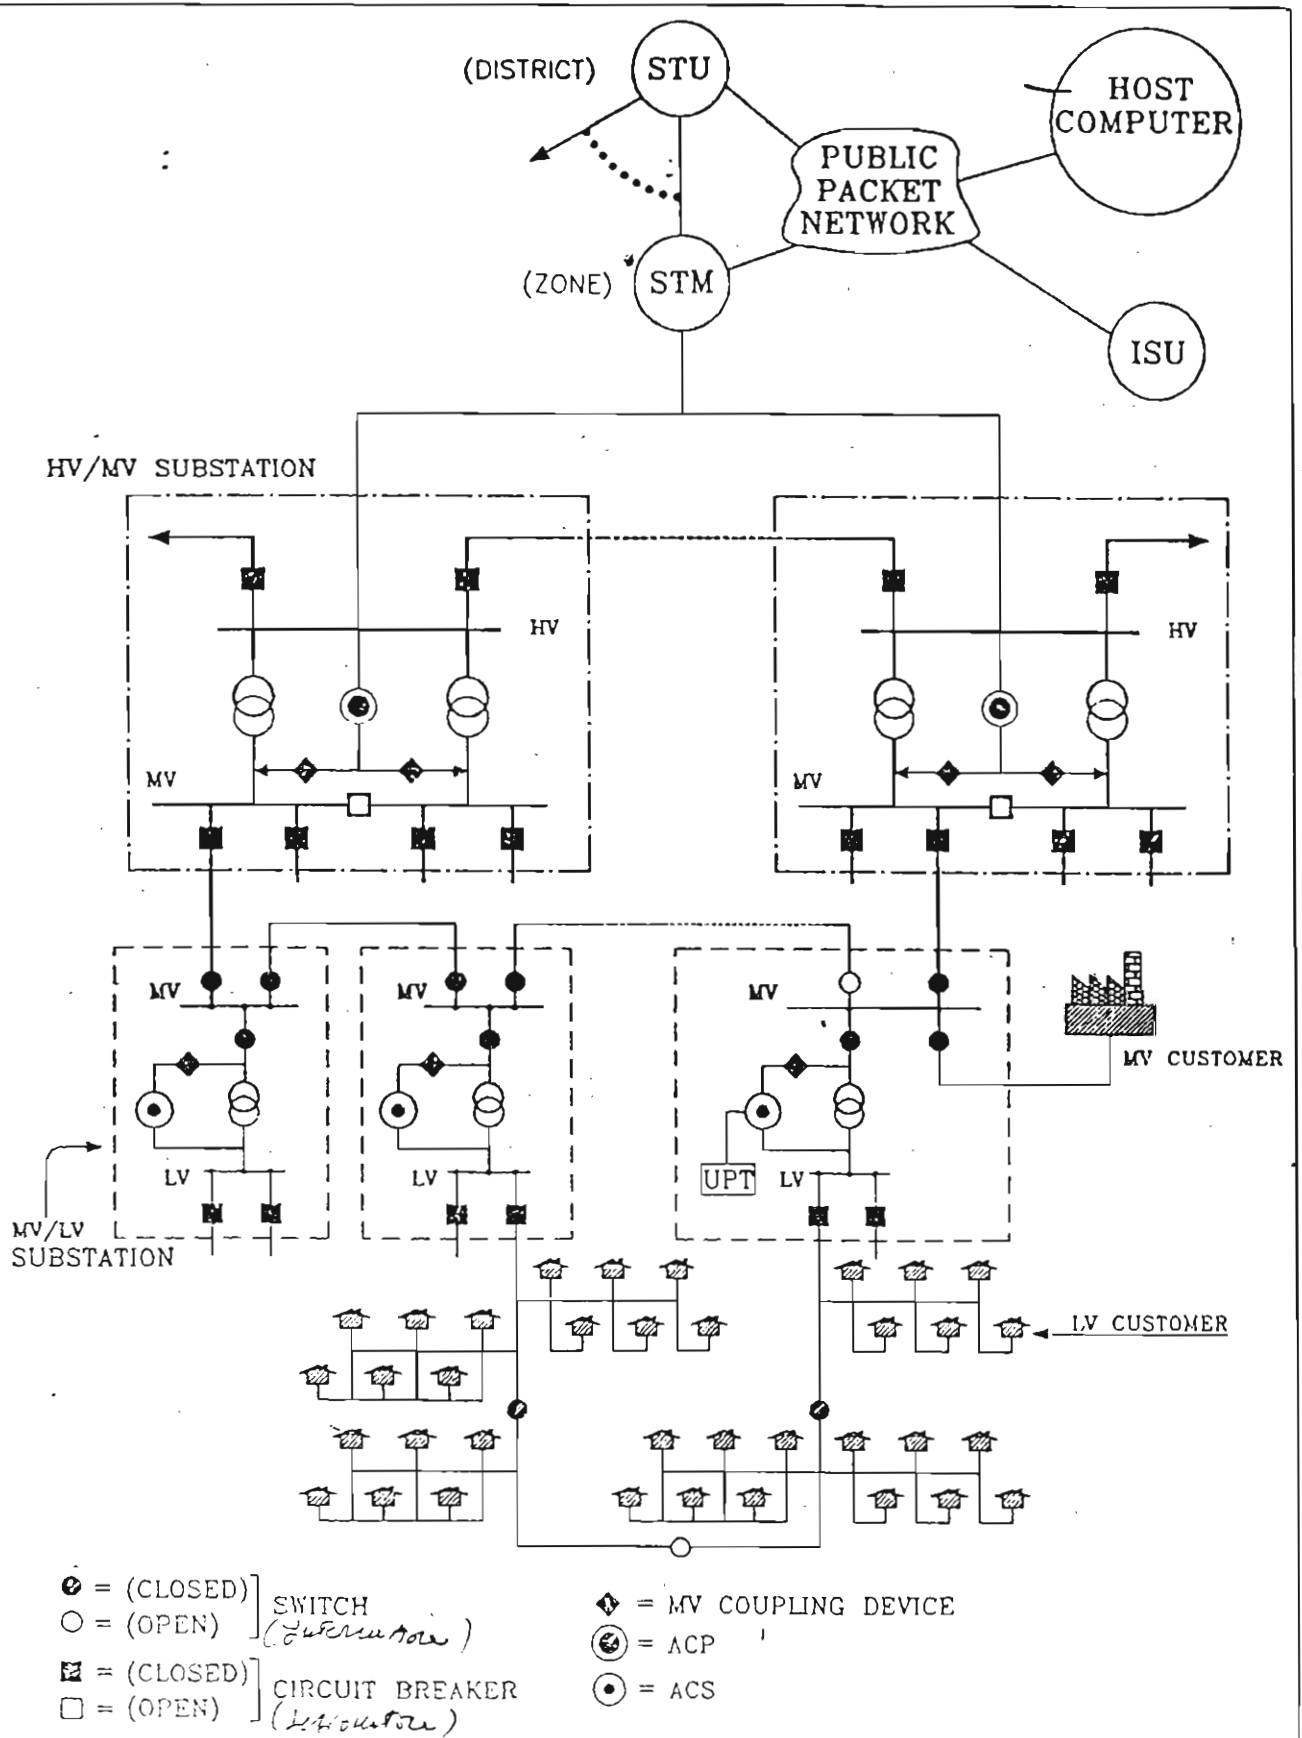 (DISTRICT)
STU
HOST
COMPUTER
PUBLIC
PACKET
NETWORK
(ZONE)
STM
ISU
HV/MV SUBSTATION
HV
HV
MV
MV
MV
MV
MV
MV CUSTOMER
UPT
LV
LV
LV
MV/LV
SUBSTATION
LV CUSTOMER
= (CLOSED)
= (OPEN)
SWITCH
= (CLOSED)
= (OPEN)
CIRCUIT BREAKER
= MV COUPLING DEVICE
= ACP
= ACS